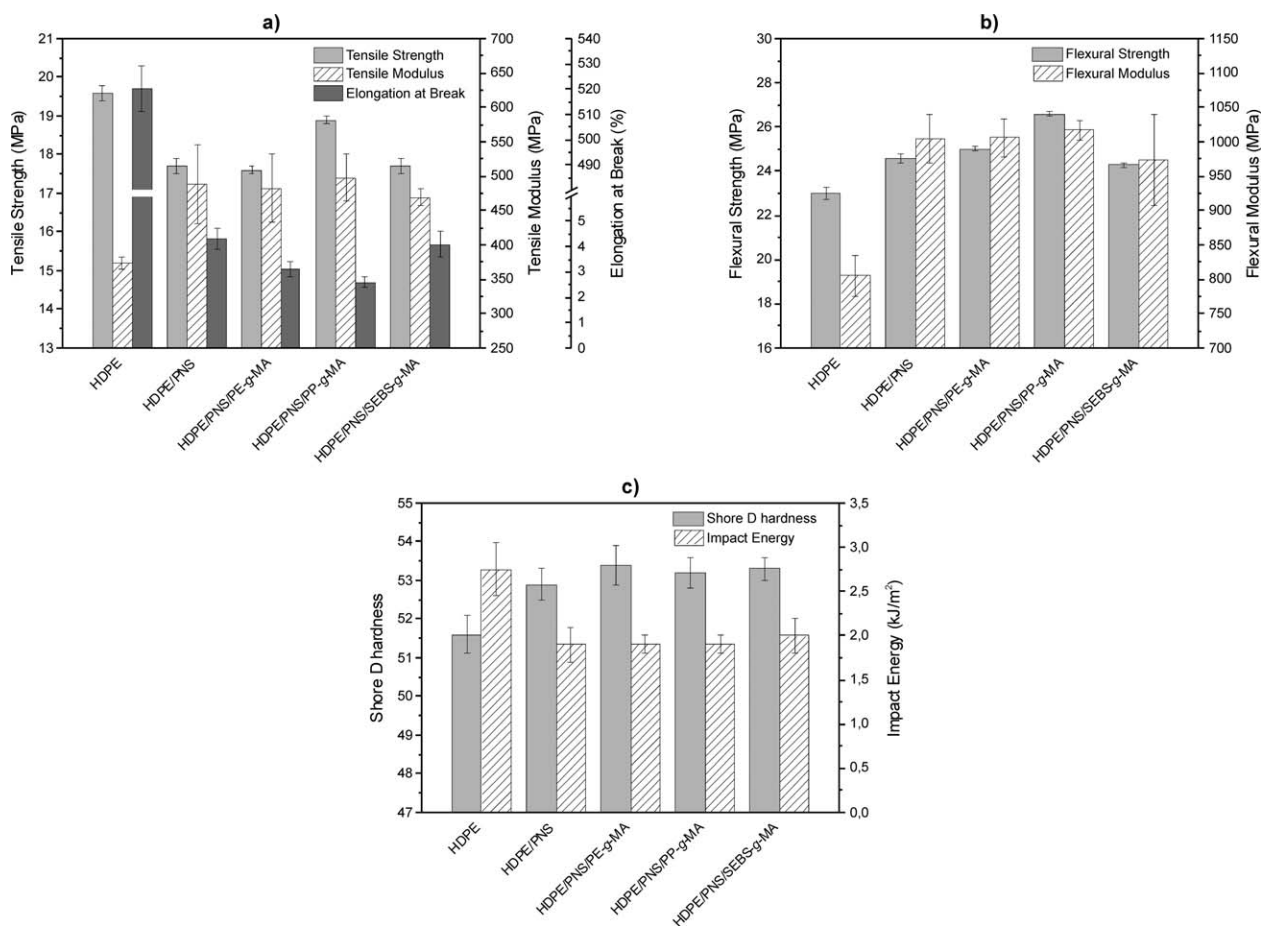 a)
Tensile Strength
Tensile Modulus
Elongation at Break
21
20
19
18
17
16
15
14
13
Tensile Strength (MPa)
700
650
600
550
500
450
400
350
300
250
Tensile Modulus (MPa)
540
530
520
510
500
490
5
4
3
2
1
0
Elongation at Break (%)
HDPE
HDPE/PNS
HDPE/PNS/PE-g-MA
HDPE/PNS/PP-g-MA
HDPE/PNS/SEBS-g-MA
b)
Flexural Strength
Flexural Modulus
30
28
26
24
22
20
18
16
Flexural Strength (MPa)
1150
1100
1050
1000
950
900
850
800
750
700
Flexural Modulus (MPa)
HDPE
HDPE/PNS
HDPE/PNS/PE-g-MA
HDPE/PNS/PP-g-MA
HDPE/PNS/SEBS-g-MA
c)
Shore D hardness
Impact Energy
55
54
53
52
51
50
49
48
47
Shore D hardness
3,5
3,0
2,5
2,0
1,5
1,0
0,5
0,0
Impact Energy (kJ/m²)
HDPE
HDPE/PNS
HDPE/PNS/PE-g-MA
HDPE/PNS/PP-g-MA
HDPE/PNS/SEBS-g-MA